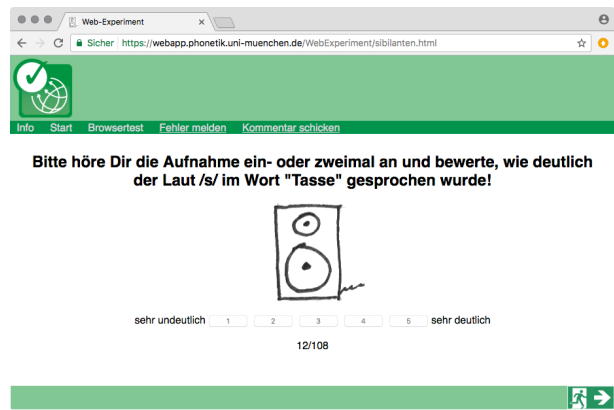 Web-Experiment
Sicher https://webapp.phonetik.uni-muenchen.de/WebExperiment/sibilanten.html
Info Start Browsertest Fehler melden Kommentar schicken
Bitte höre Dir die Aufnahme ein- oder zweimal an und bewerte, wie deutlich
der Laut /s/ im Wort "Tasse" gesprochen wurde!
sehr undeutlich 1 2 3 4 5 sehr deutlich
12/108